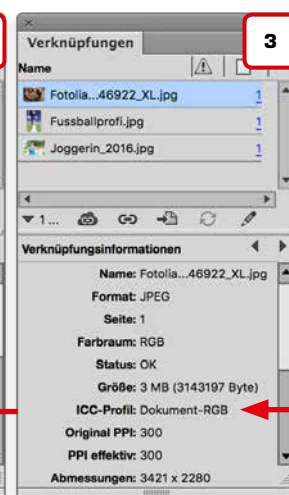 3
Verknüpfungen
Name
Fotolia...46922_XL.jpg 1
Fussballprofi.jpg 1
Joggerin_2016.jpg 1
1...
Verknüpfungsinformationen
Name: Fotolia...46922_XL.jpg
Format: JPEG
Seite: 1
Farbraum: RGB
Status: OK
Größe: 3 MB (3143197 Byte)
ICC-Profil: Dokument-RGB
Original PPI: 300
PPI effektiv: 300
Abmessungen: 3421 x 2280